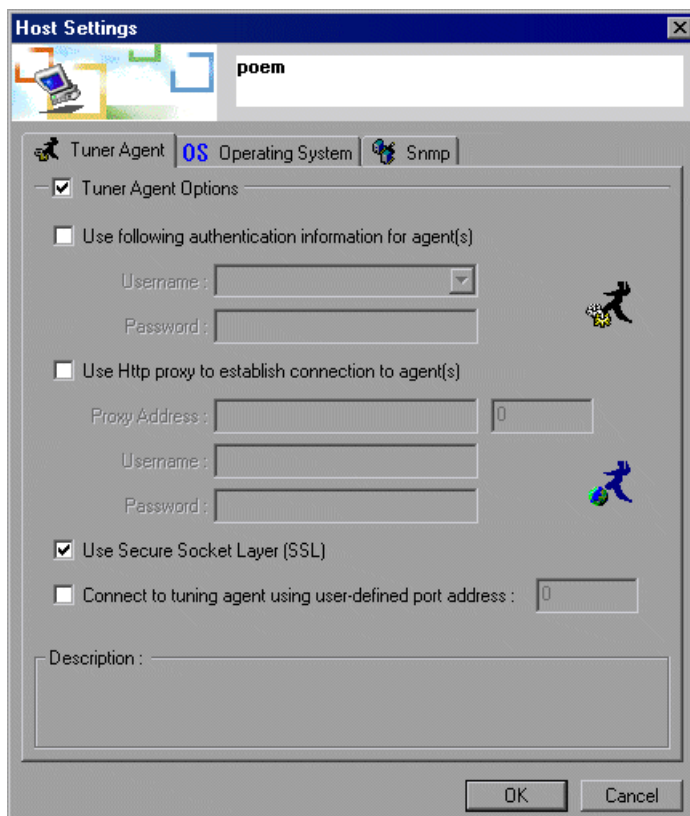 Host Settings
poem
Tuner Agent OS Operating System Snmp
Tuner Agent Options
Use following authentication information for agent(s)
Username :
Password :
Use Http proxy to establish connection to agent(s)
Proxy Address : 0
Username :
Password :
Use Secure Socket Layer (SSL)
Connect to tuning agent using user-defined port address : 0
Description :
OK Cancel